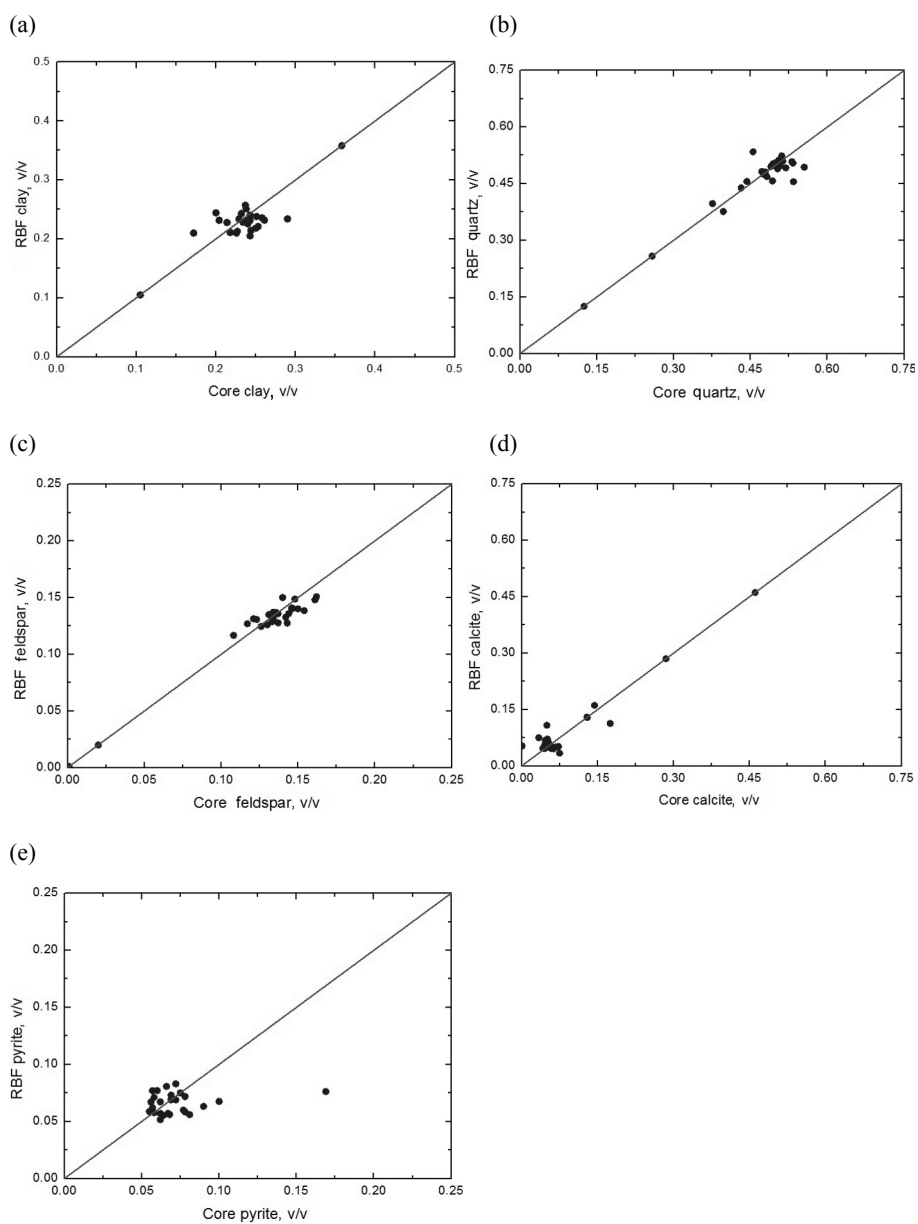 (a)
(b)
0.5
0.4
0.3
0.2
0.1
0.0
RBF clay, v/v
0.0 0.1 0.2 0.3 0.4 0.5
Core clay, v/v
0.75
0.60
0.45
0.30
0.15
0.00
RBF quartz, v/v
0.00 0.15 0.30 0.45 0.60 0.75
Core quartz, v/v
(c)
(d)
0.25
0.20
0.15
0.10
0.05
0.00
RBF feldspar, v/v
0.00 0.05 0.10 0.15 0.20 0.25
Core feldspar, v/v
0.75
0.60
0.45
0.30
0.15
0.00
RBF calcite, v/v
0.00 0.15 0.30 0.45 0.60 0.75
Core calcite, v/v
(e)
0.25
0.20
0.15
0.10
0.05
0.00
RBF pyrite, v/v
0.00 0.05 0.10 0.15 0.20 0.25
Core pyrite, v/v